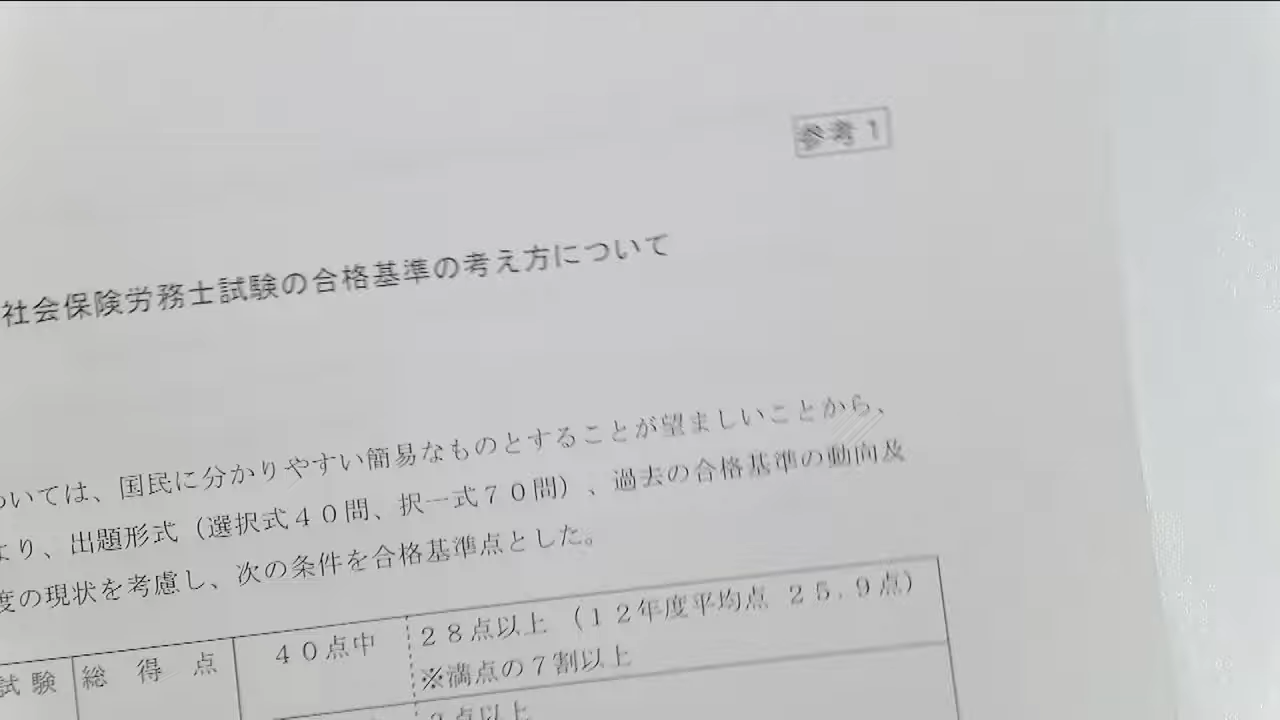 参考１
社会保険労務士試験の合格基準の考え方について
ついては、国民に分かりやすい簡易なものとすることが望ましいことから、
より、出題形式（選択式４０問、択一式７０問）、過去の合格基準の動向及
度の現状を考慮し、次の条件を合格基準点とした。
試験 総得点 ４０点中 ２８点以上（１２年度平均点 ２５．９点）
※満点の７割以上
点以上